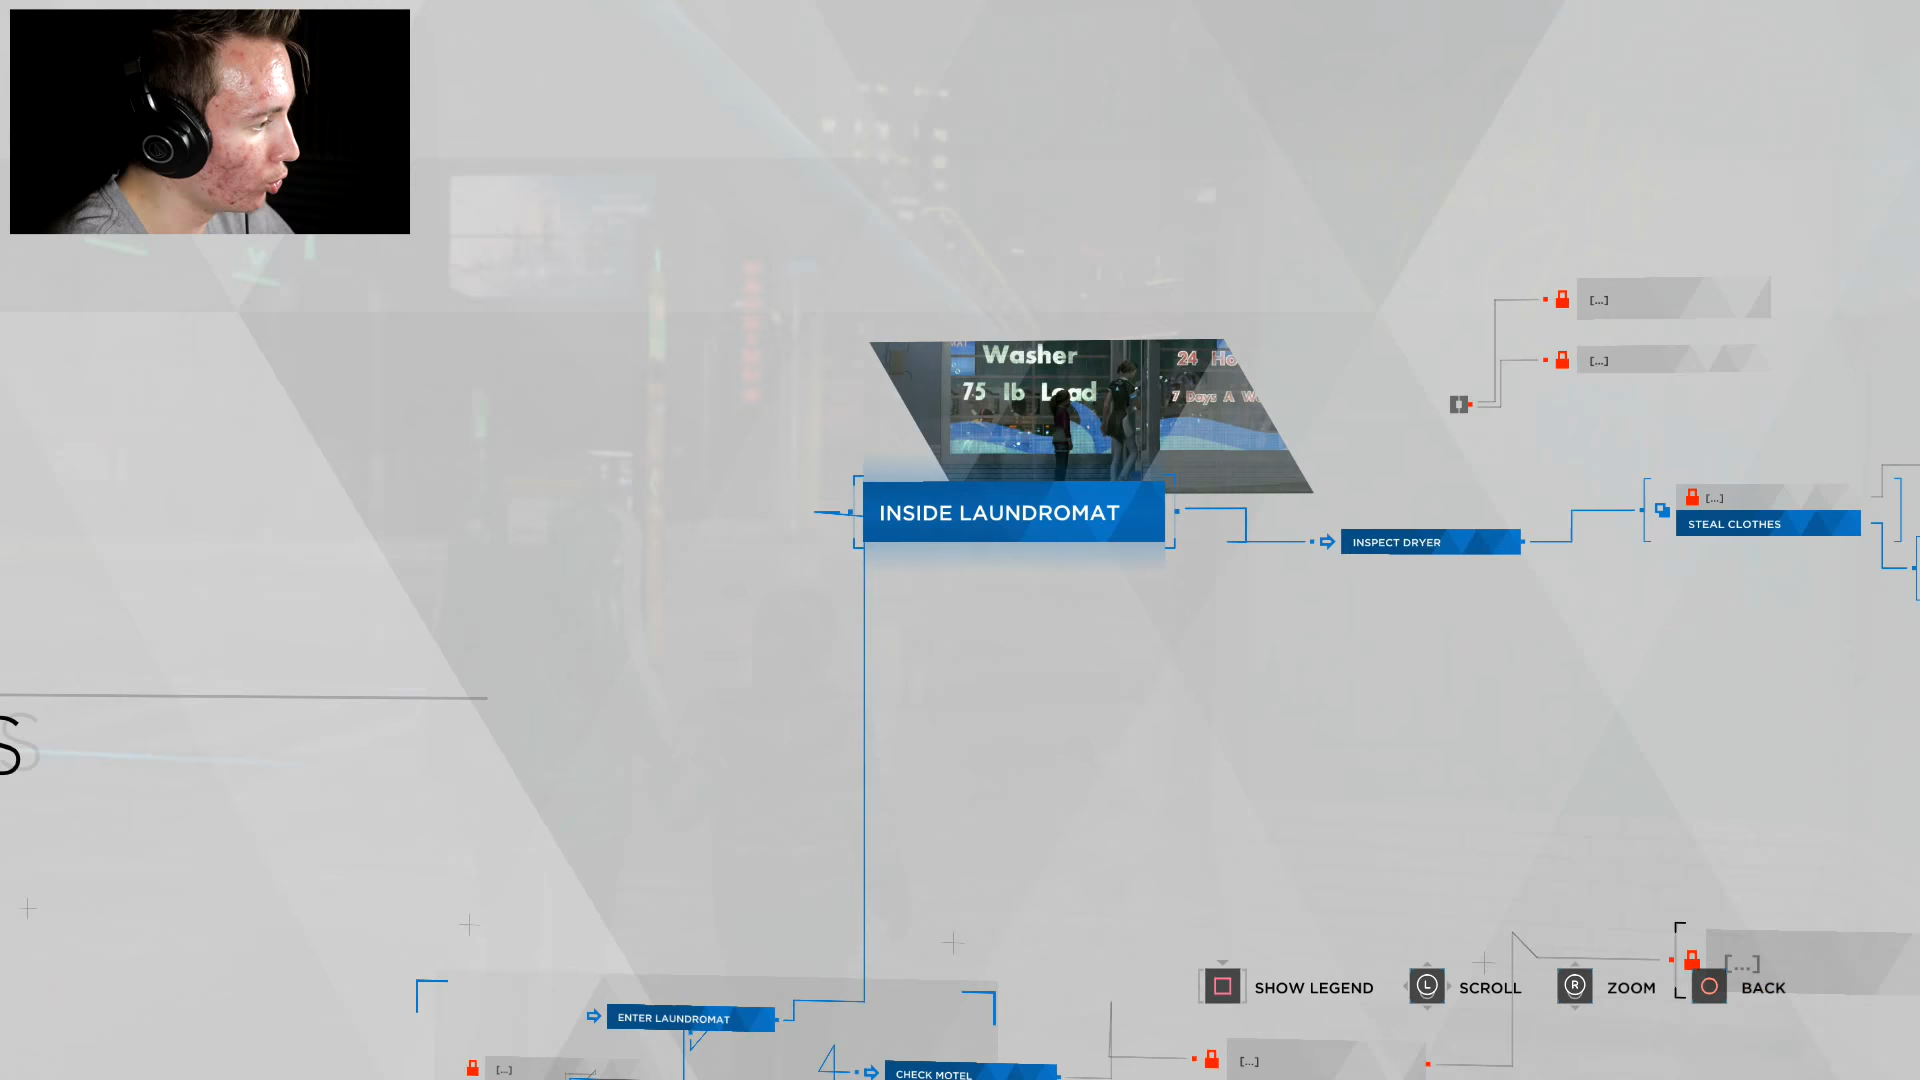 [...]
[...]
Washer
24 Ho
75 lb Load
7 Days A W
[...]
INSIDE LAUNDROMAT
STEAL CLOTHES
INSPECT DRYER
S
[...]
SHOW LEGEND
L
SCROLL
R
ZOOM
BACK
ENTER LAUNDROMAT
[...]
[...]
CHECK MOTEL